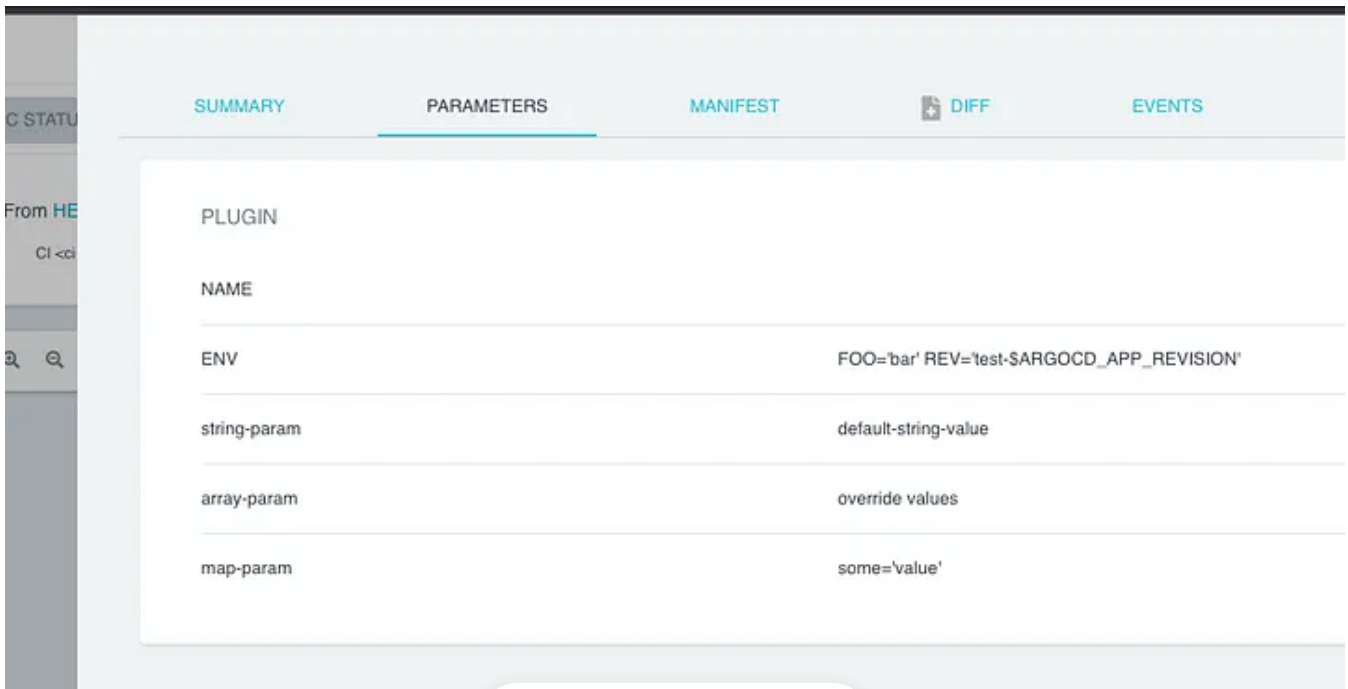 SUMMARY PARAMETERS MANIFEST DIFF EVENTS
C STATU
From HE
CI <ci
PLUGIN
NAME
ENV FOO='bar' REV='test-$ARGOCD_APP_REVISION'
string-param default-string-value
array-param override values
map-param some='value'